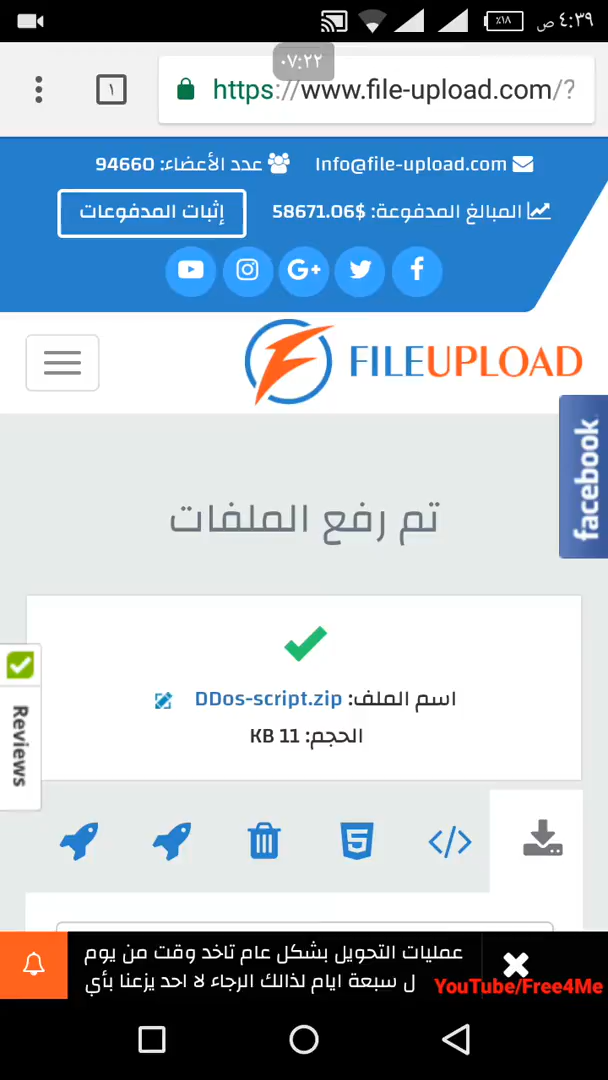 ٤:٣٩ ص
٪١٨
٠٧:٢٢
١
https://www.file-upload.com/?
Info@file-upload.com
عدد الأعضاء: 94660
المبالغ المدفوعة: $58671.06
إثبات المدفوعات
FILEUPLOAD
facebook
تم رفع الملفات
اسم الملف: DDos-script.zip
الحجم: 11 KB
Reviews
عمليات التحويل بشكل عام تاخد وقت من يوم
ل سبعة ايام لذالك الرجاء لا احد يزعنا بأي
YouTube/Free4Me